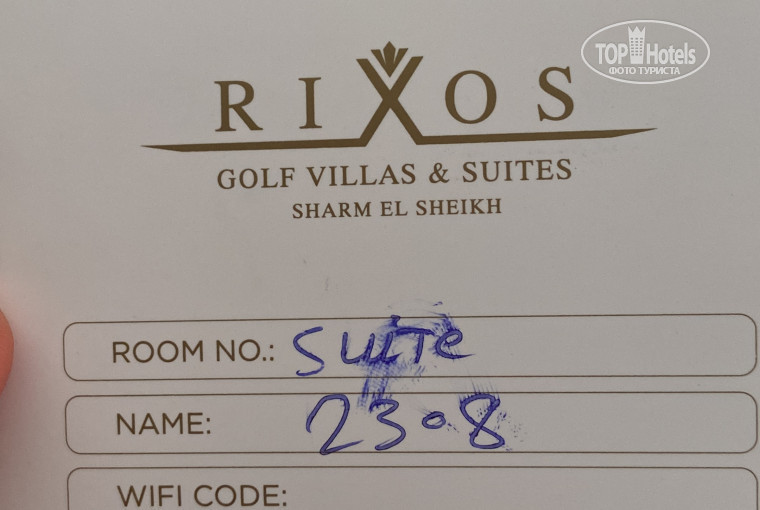 TOP Hotels
ФОТО ТУРИСТА
RIXOS
GOLF VILLAS & SUITES
SHARM EL SHEIKH
ROOM NO.: suite
NAME: 2308
WIFI CODE: